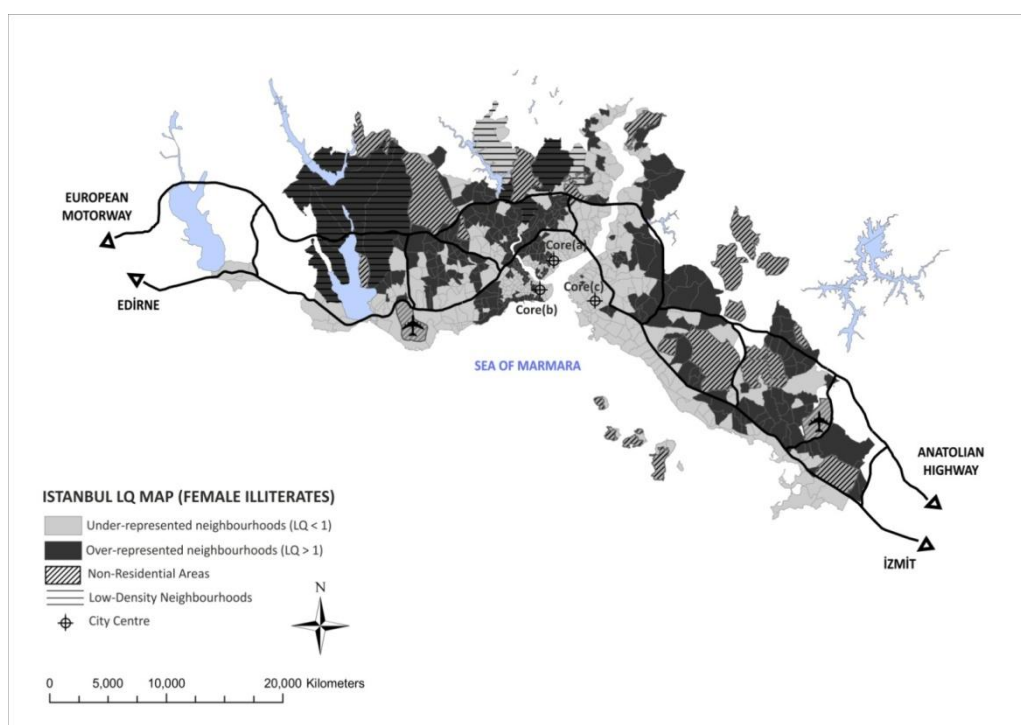 EUROPEAN
MOTORWAY
EDİRNE
Core(a)
Core(b)
Core(c)
SEA OF MARMARA
ANATOLIAN
HIGHWAY
İZMİT
ISTANBUL LQ MAP (FEMALE ILLITERATES)
Under-represented neighbourhoods (LQ < 1)
Over-represented neighbourhoods (LQ > 1)
Non-Residential Areas
Low-Density Neighbourhoods
City Centre
N
0 5,000 10,000 20,000 Kilometers